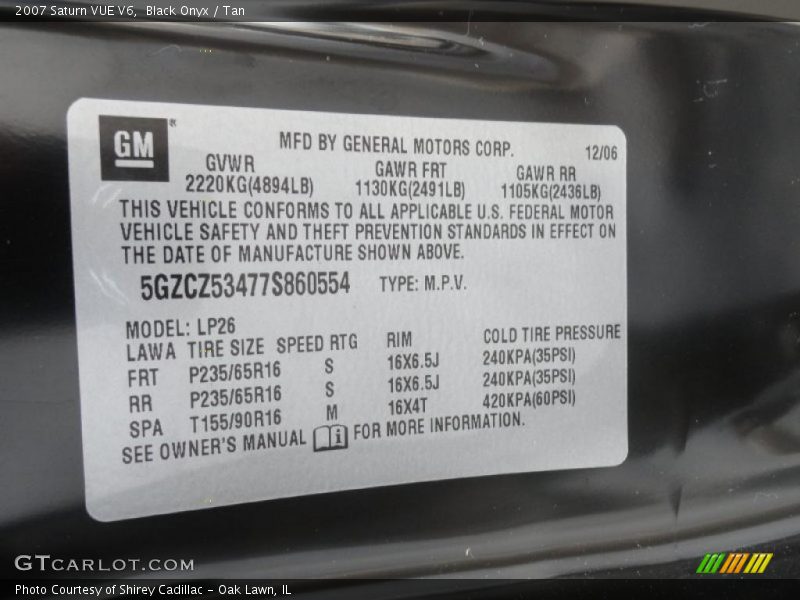 2007 Saturn VUE V6, Black Onyx / Tan
GM®
MFD BY GENERAL MOTORS CORP.
12/06
GVWR GAWR FRT GAWR RR
2220KG(4894LB) 1130KG(2491LB) 1105KG(2436LB)
THIS VEHICLE CONFORMS TO ALL APPLICABLE U.S. FEDERAL MOTOR
VEHICLE SAFETY AND THEFT PREVENTION STANDARDS IN EFFECT ON
THE DATE OF MANUFACTURE SHOWN ABOVE.
5GZCZ53477S860554 TYPE: M.P.V.
MODEL: LP26
LAWA TIRE SIZE SPEED RTG RIM COLD TIRE PRESSURE
FRT P235/65R16 S 16X6.5J 240KPA(35PSI)
RR P235/65R16 S 16X6.5J 240KPA(35PSI)
SPA T155/90R16 M 16X4T 420KPA(60PSI)
SEE OWNER'S MANUAL i FOR MORE INFORMATION.
GTCARLOT.COM
Photo Courtesy of Shirey Cadillac - Oak Lawn, IL